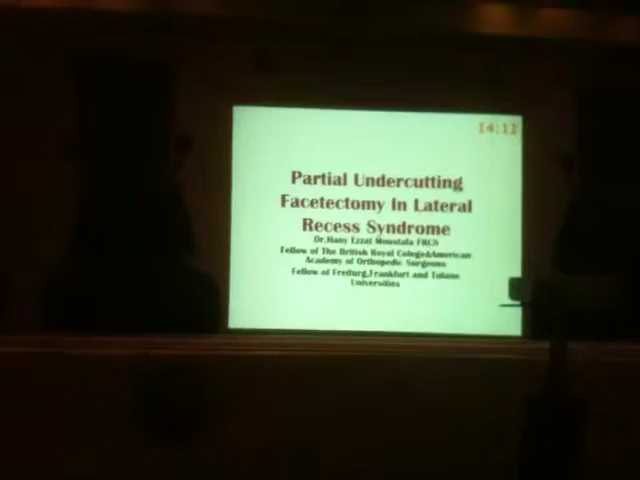 14:12
Partial Undercutting
Facetectomy In Lateral
Recess Syndrome
Dr.Hany Ezzat Moustafa FRCS
Fellow of The British Royal Colege&American
Academy of Orthopedic Surgeons
Fellow of Freiburg,Frankfurt and Tulane
Universities